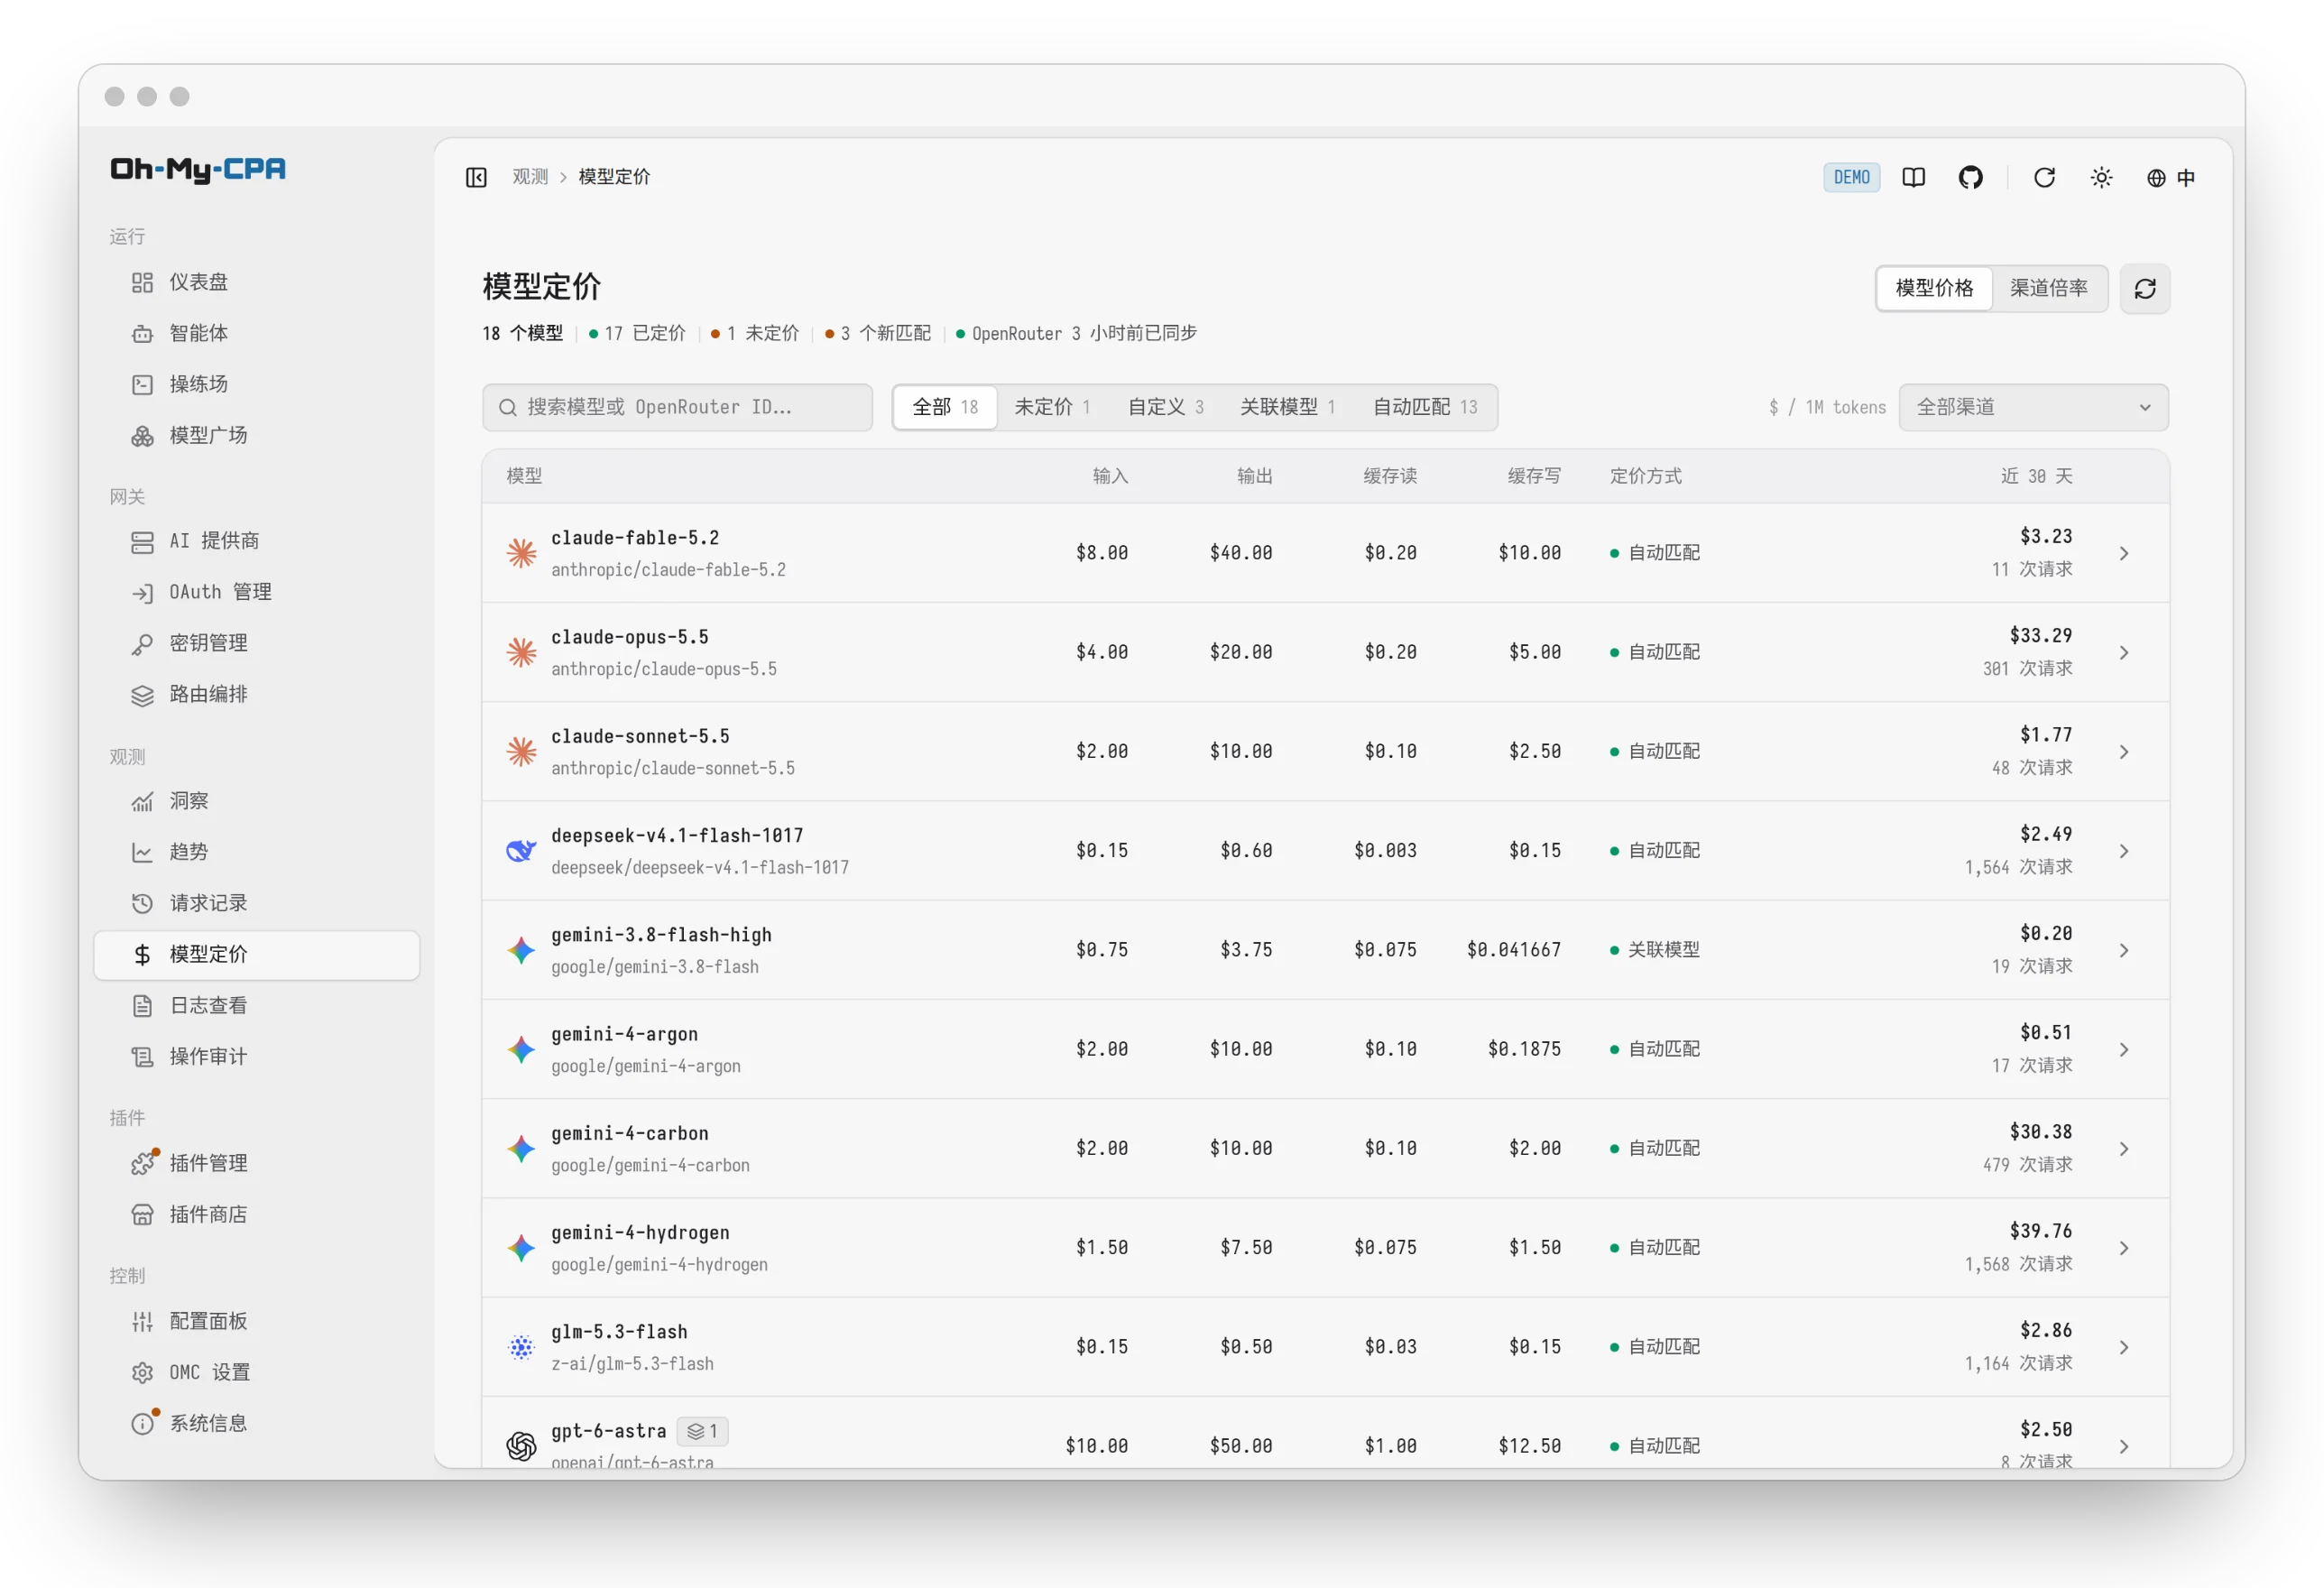 Oh-My-CPA
运行
仪表盘
智能体
操练场
模型广场
网关
AI 提供商
OAuth 管理
密钥管理
路由编排
观测
洞察
趋势
请求记录
模型定价
日志查看
操作审计
插件
插件管理
插件商店
控制
配置面板
OMC 设置
系统信息
观测 > 模型定价
DEMO
中
模型定价
模型价格 渠道倍率
18 个模型 17 已定价 1 未定价 3 个新匹配 OpenRouter 3 小时前已同步
搜索模型或 OpenRouter ID...
全部 18 未定价 1 自定义 3 关联模型 1 自动匹配 13
$ / 1M tokens 全部渠道
模型 输入 输出 缓存读 缓存写 定价方式 近 30 天
claude-fable-5.2
anthropic/claude-fable-5.2
$8.00 $40.00 $0.20 $10.00 自动匹配
$3.23
11 次请求
claude-opus-5.5
anthropic/claude-opus-5.5
$4.00 $20.00 $0.20 $5.00 自动匹配
$33.29
301 次请求
claude-sonnet-5.5
anthropic/claude-sonnet-5.5
$2.00 $10.00 $0.10 $2.50 自动匹配
$1.77
48 次请求
deepseek-v4.1-flash-1017
deepseek/deepseek-v4.1-flash-1017
$0.15 $0.60 $0.003 $0.15 自动匹配
$2.49
1,564 次请求
gemini-3.8-flash-high
google/gemini-3.8-flash
$0.75 $3.75 $0.075 $0.041667 关联模型
$0.20
19 次请求
gemini-4-argon
google/gemini-4-argon
$2.00 $10.00 $0.10 $0.1875 自动匹配
$0.51
17 次请求
gemini-4-carbon
google/gemini-4-carbon
$2.00 $10.00 $0.10 $2.00 自动匹配
$30.38
479 次请求
gemini-4-hydrogen
google/gemini-4-hydrogen
$1.50 $7.50 $0.075 $1.50 自动匹配
$39.76
1,568 次请求
glm-5.3-flash
z-ai/glm-5.3-flash
$0.15 $0.50 $0.03 $0.15 自动匹配
$2.86
1,164 次请求
gpt-6-astra 1
openai/gpt-6-astra
$10.00 $50.00 $1.00 $12.50 自动匹配
$2.50
8 次请求